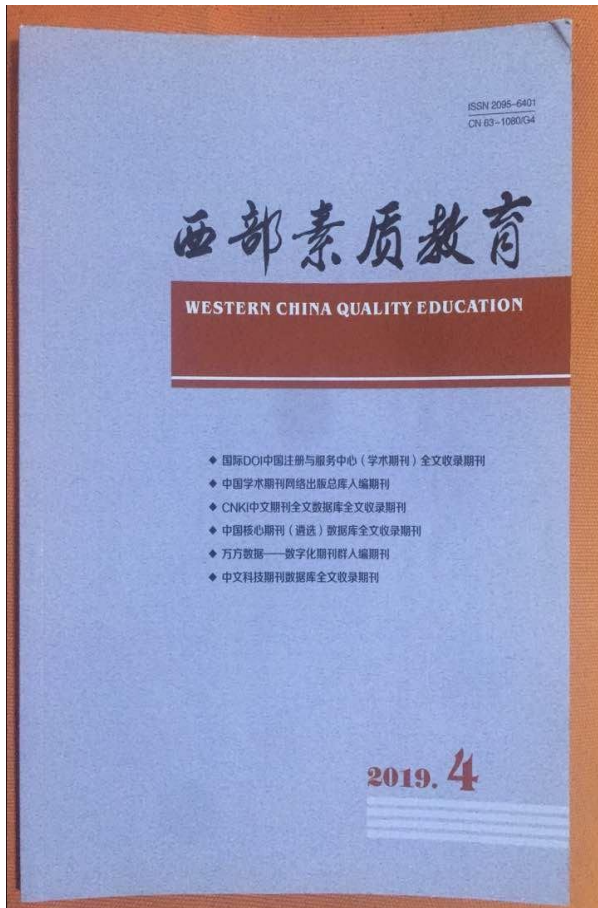 ISSN 2095-6401
CN 63-1080/G4
西部素质教育
WESTERN CHINA QUALITY EDUCATION
◆ 国际DOI中国注册与服务中心(学术期刊)全文收录期刊
◆ 中国学术期刊网络出版总库入编期刊
◆ CNKI中文期刊全文数据库全文收录期刊
◆ 中国核心期刊(遴选)数据库全文收录期刊
◆ 万方数据——数字化期刊群入编期刊
◆ 中文科技期刊数据库全文收录期刊
2019. 4